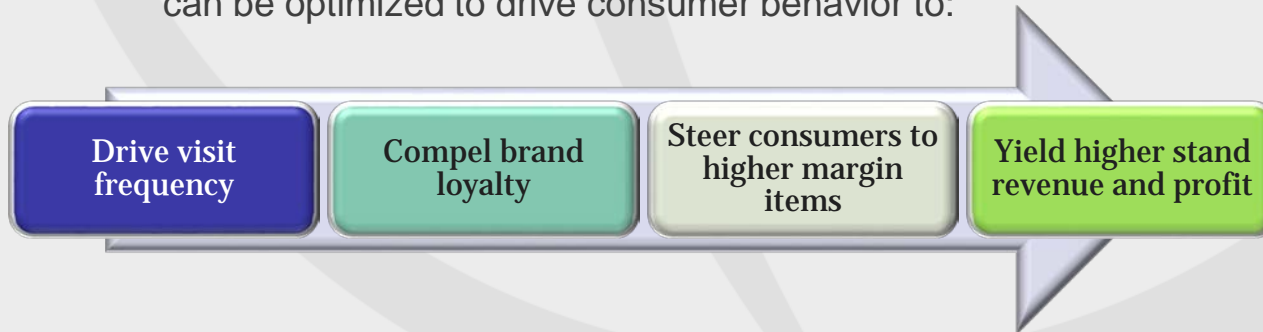 can be optimized to drive consumer behavior to:
Drive visit
frequency
Compel brand
loyalty
Steer consumers to
higher margin
items
Yield higher stand
revenue and profit